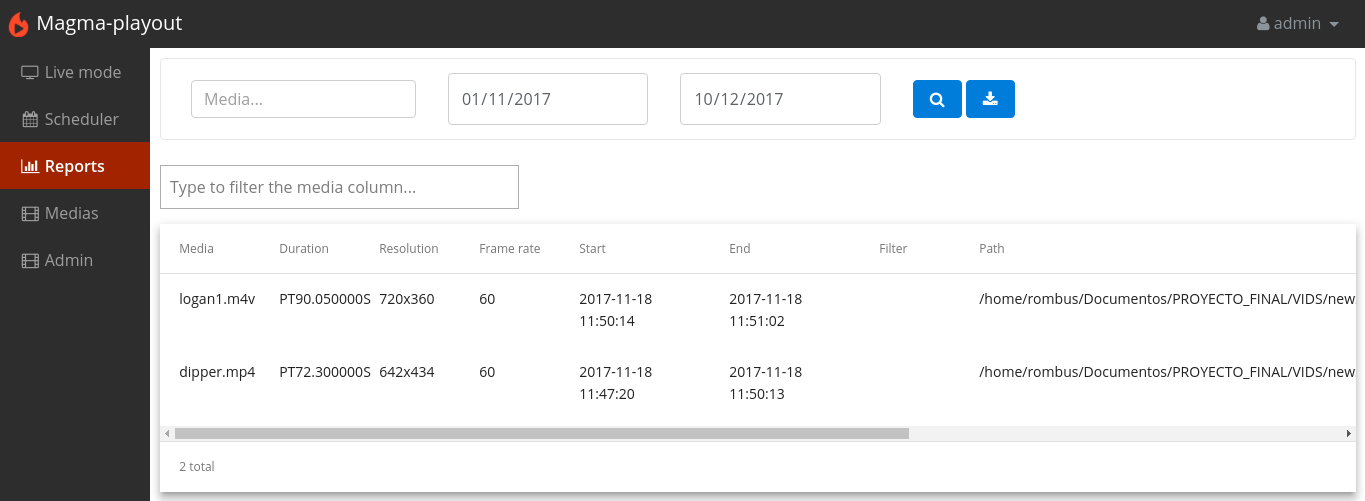 Magma-playout
admin
Live mode
Scheduler
Reports
Medias
Admin
Media... 01/11/2017 10/12/2017
Type to filter the media column...
Media Duration Resolution Frame rate Start End Filter Path
logan1.m4v PT90.050000S 720x360 60 2017-11-18 2017-11-18 /home/rombus/Documentos/PROYECTO_FINAL/VIDS/new
11:50:14 11:51:02
dipper.mp4 PT72.300000S 642x434 60 2017-11-18 2017-11-18 /home/rombus/Documentos/PROYECTO_FINAL/VIDS/new
11:47:20 11:50:13
2 total